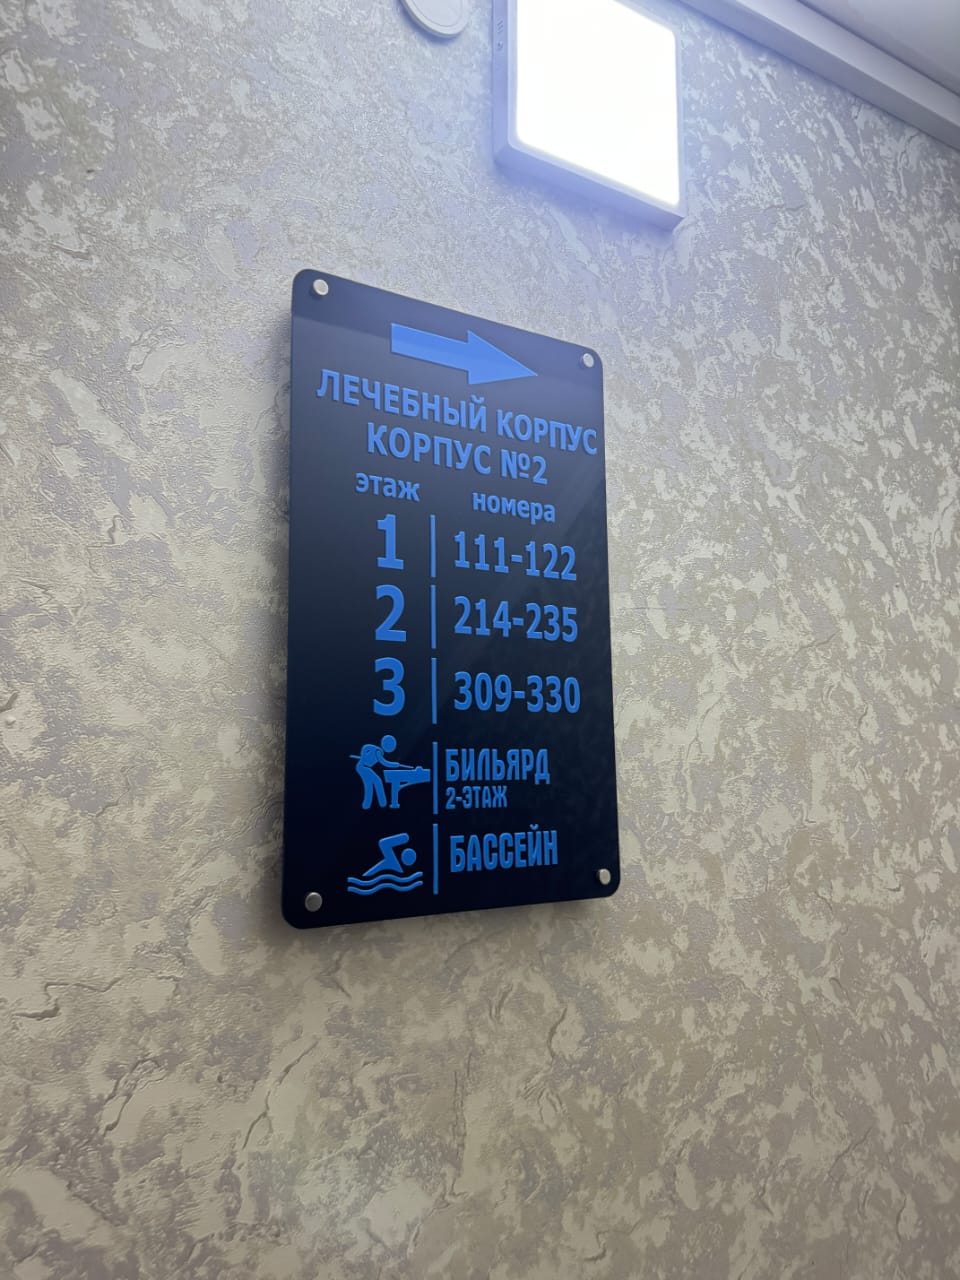 ЛЕЧЕБНЫЙ КОРПУС
КОРПУС №2
этаж номера
1 111-122
2 214-235
3 309-330
БИЛЬЯРД
2-ЭТАЖ
БАССЕЙН